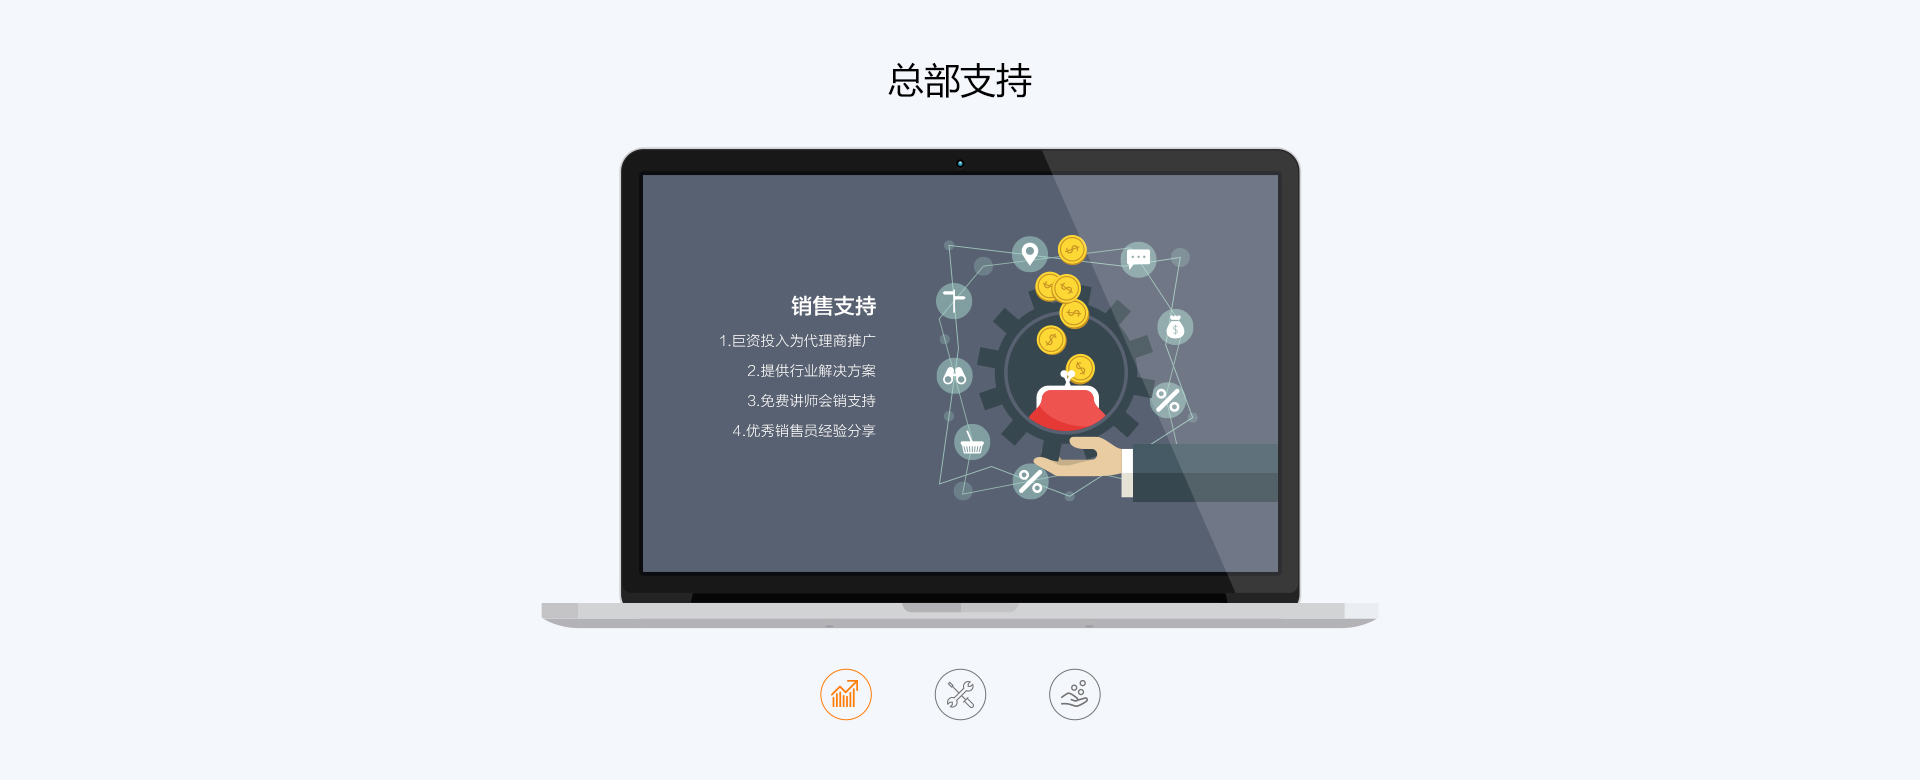 总部支持
销售支持
1.巨资投入为代理商推广
2.提供行业解决方案
3.免费讲师会销支持
4.优秀销售员经验分享